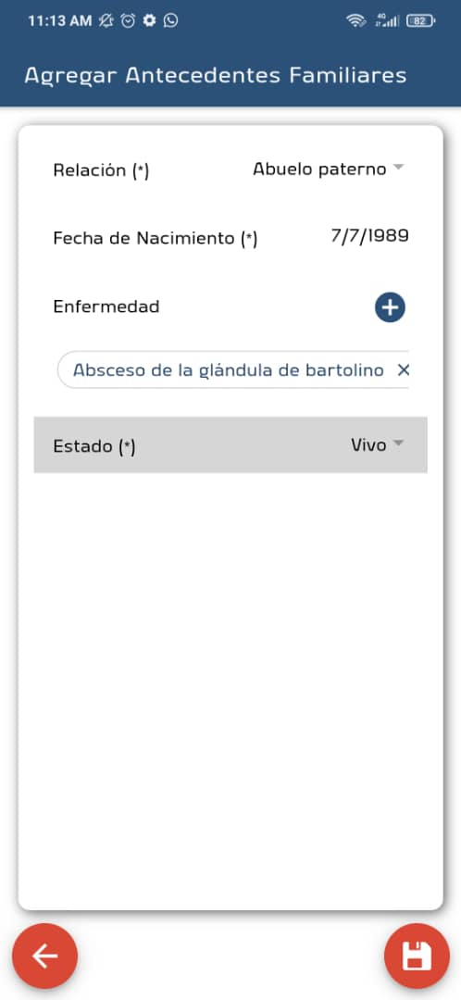 11:13 AM 4G 82
Agregar Antecedentes Familiares
Relación (*) Abuelo paterno
Fecha de Nacimiento (*) 7/7/1989
Enfermedad
Absceso de la glándula de bartolino
Estado (*) Vivo